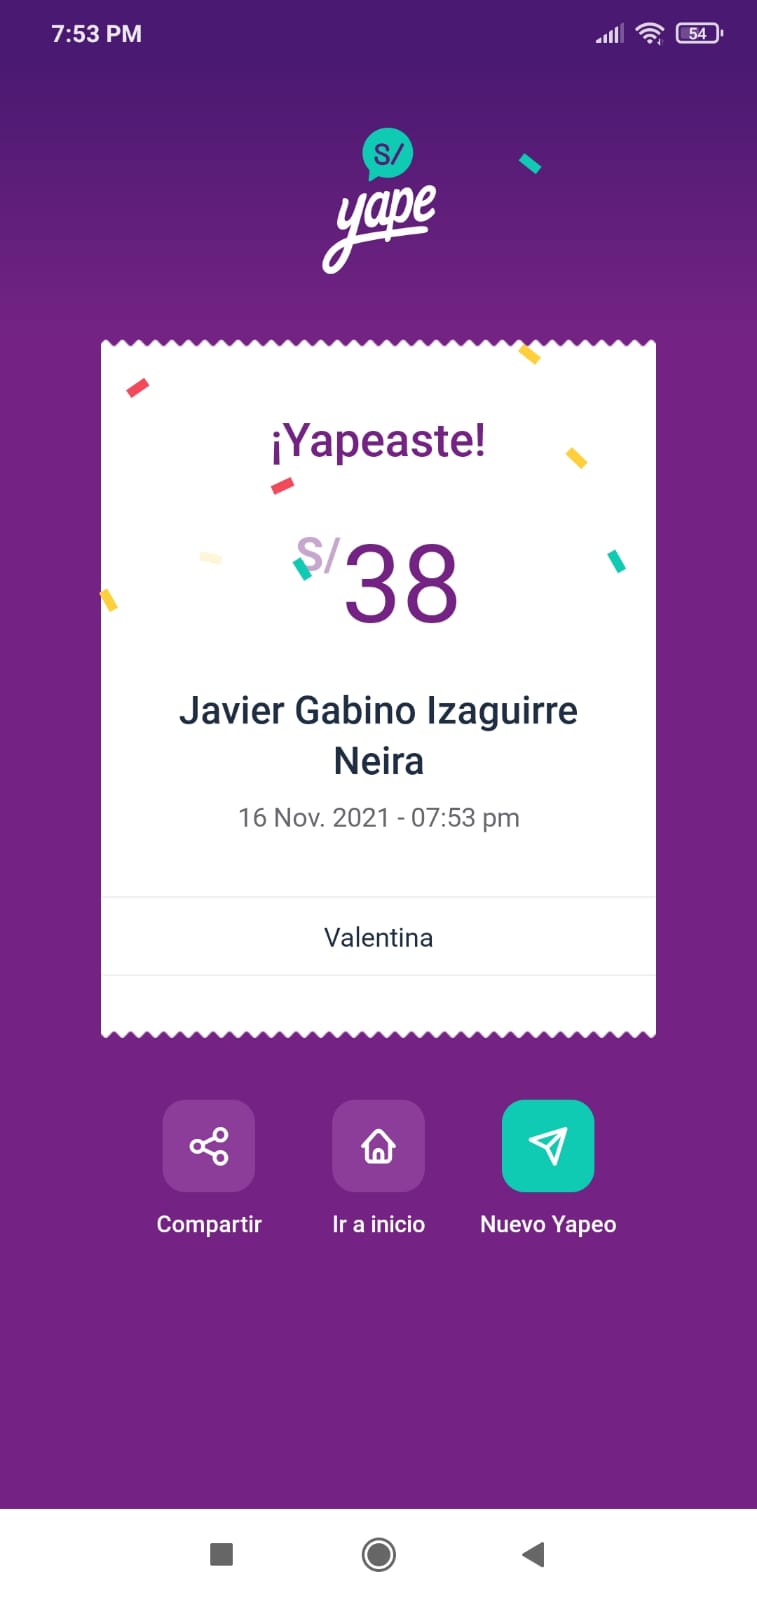 7:53 PM
54
S/
yape
¡Yapeaste!
S/38
Javier Gabino Izaguirre
Neira
16 Nov. 2021 - 07:53 pm
Valentina
Compartir
Ir a inicio
Nuevo Yapeo